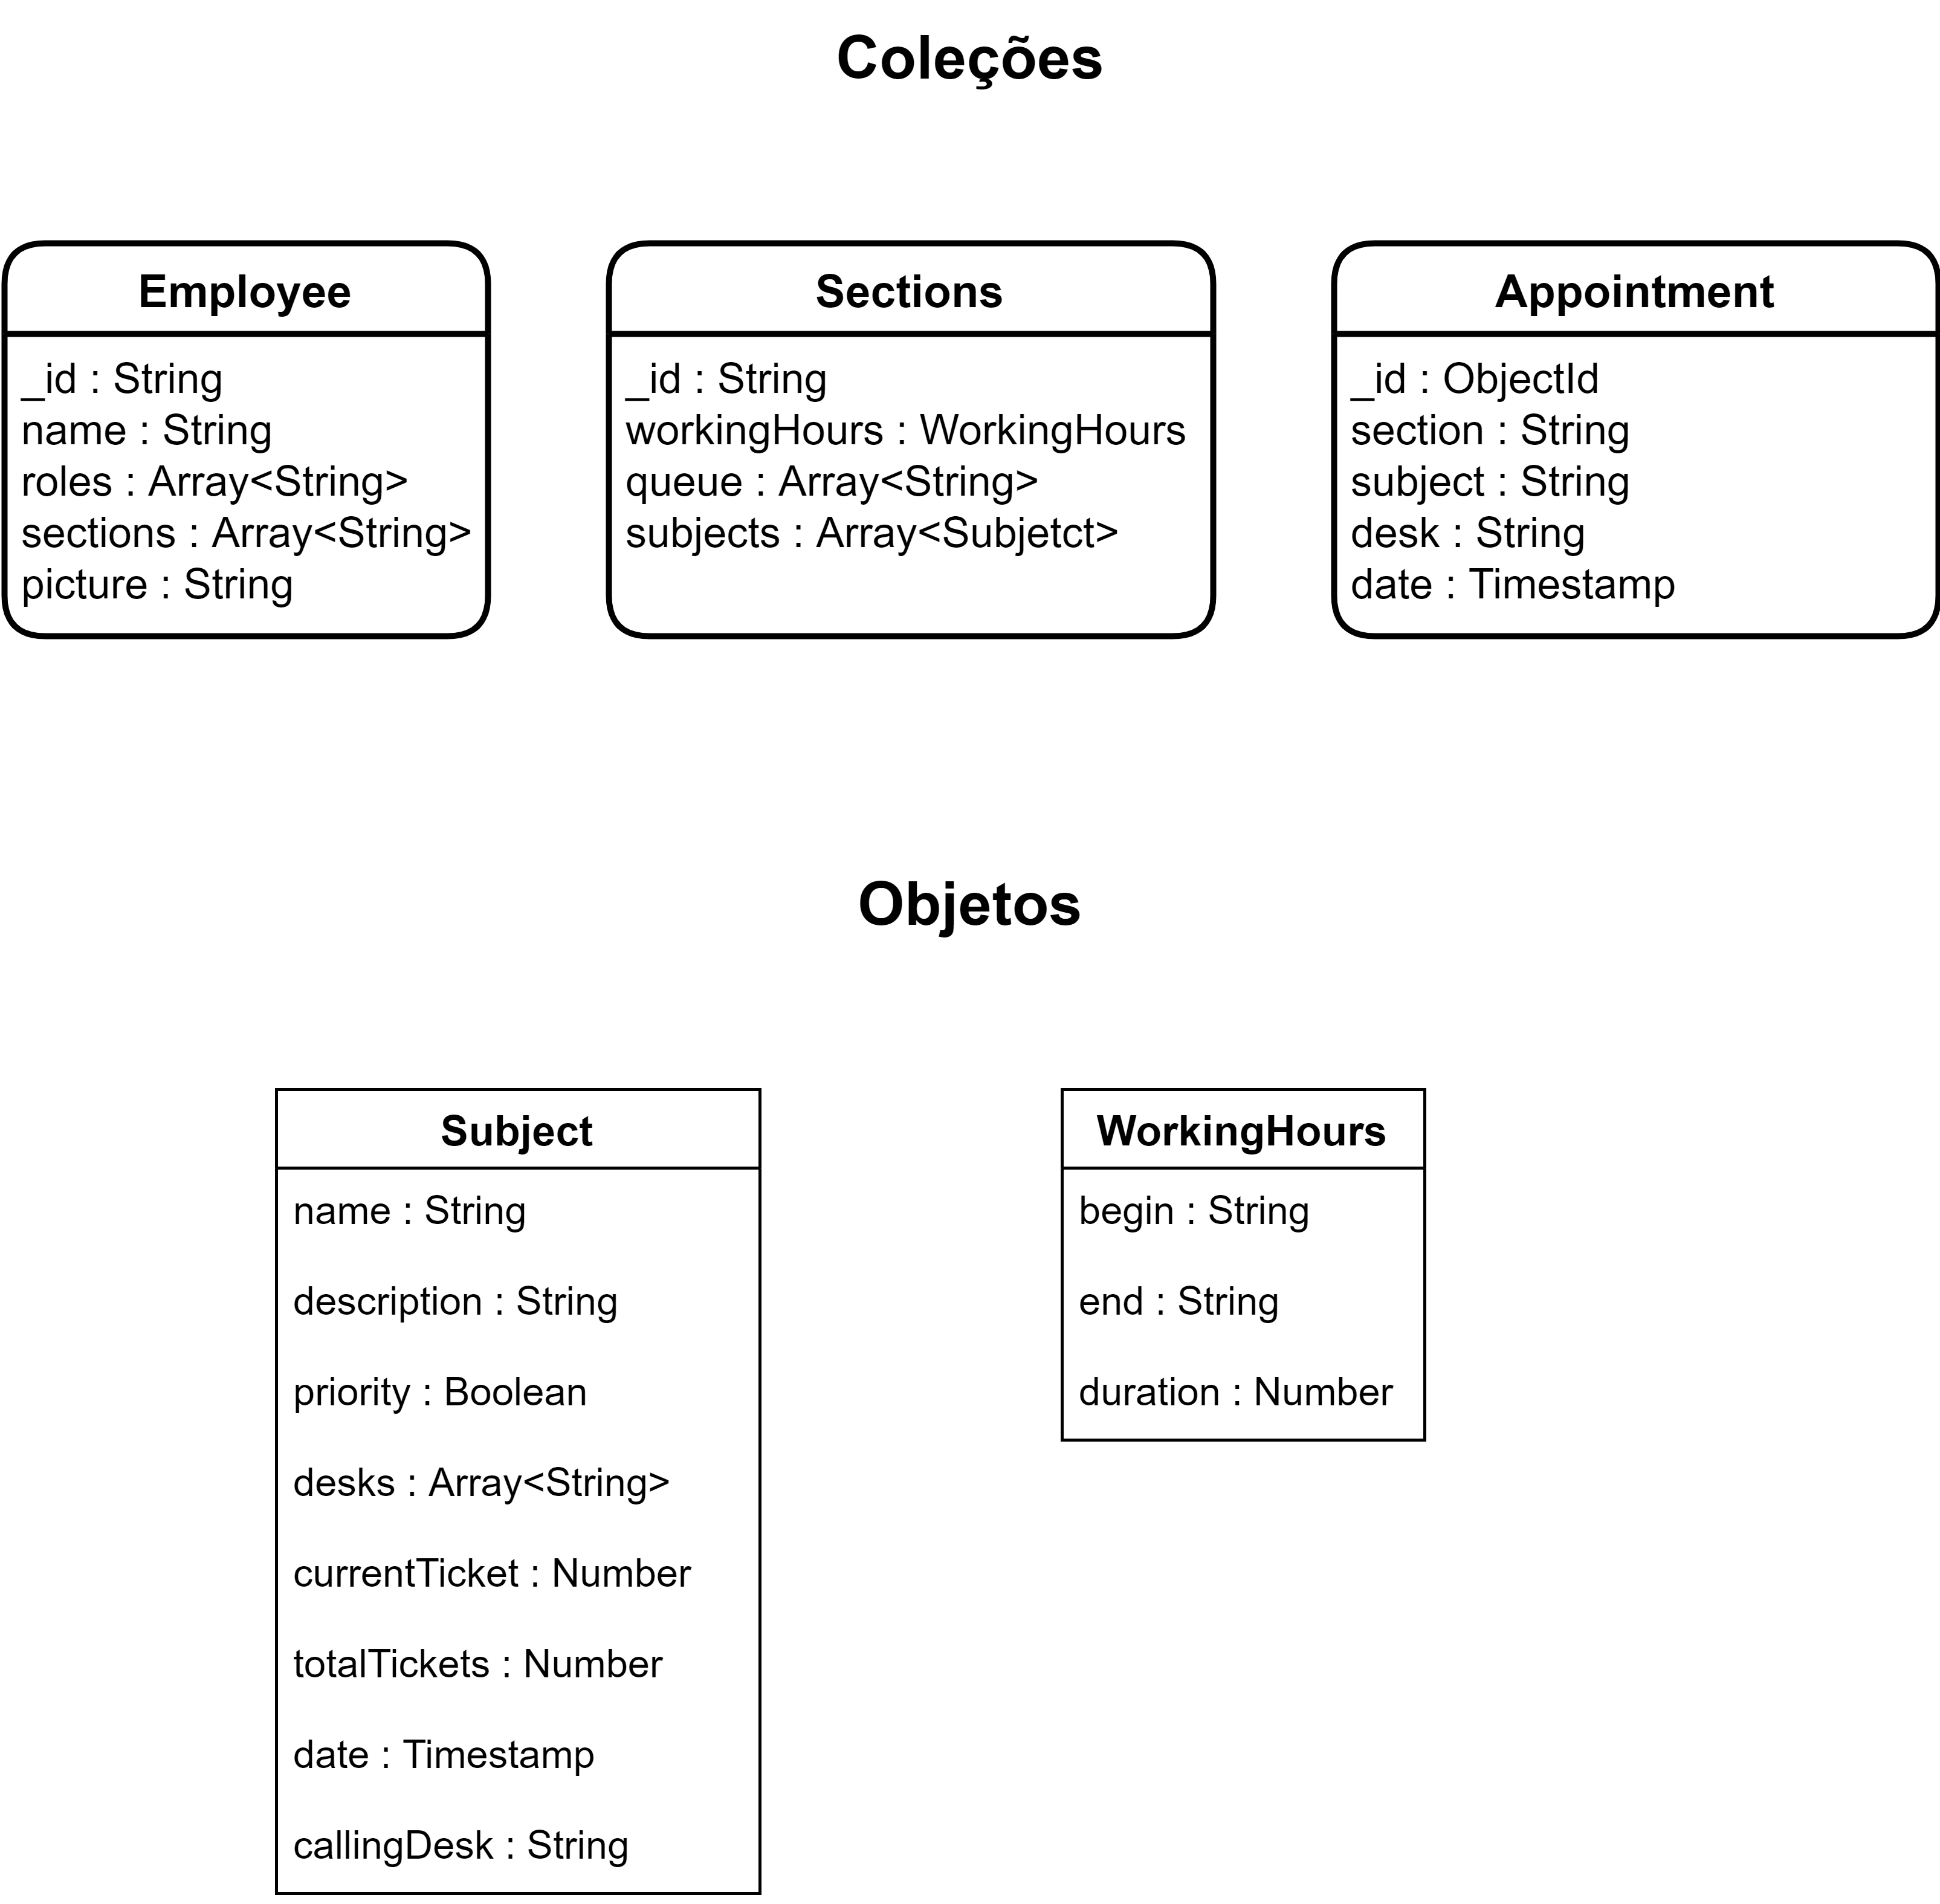 Coleções
Employee
_id : String
name : String
roles : Array<String>
sections : Array<String>
picture : String
Sections
_id : String
workingHours : WorkingHours
queue : Array<String>
subjects : Array<Subjetct>
Appointment
_id : ObjectId
section : String
subject : String
desk : String
date : Timestamp
Objetos
Subject
name : String
description : String
priority : Boolean
desks : Array<String>
currentTicket : Number
totalTickets : Number
date : Timestamp
callingDesk : String
WorkingHours
begin : String
end : String
duration : Number